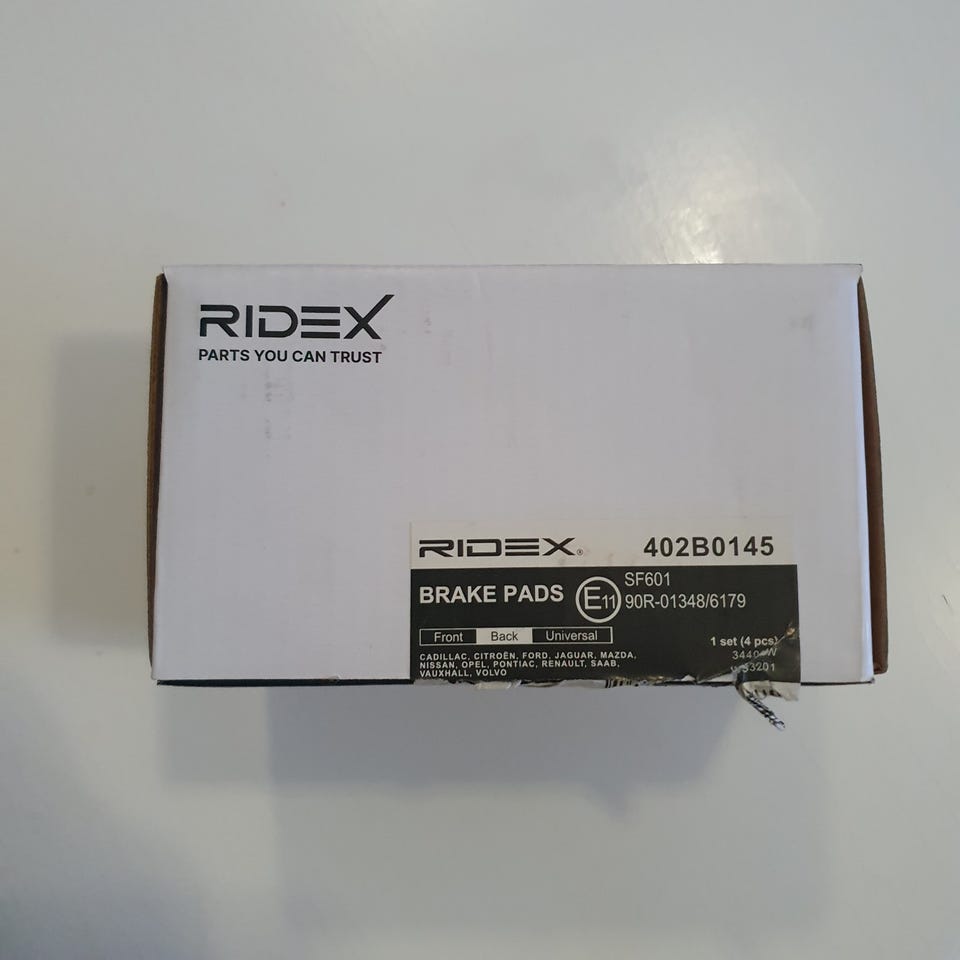 RIDEX
PARTS YOU CAN TRUST
RIDEX® 402B0145
BRAKE PADS E11 SF601
90R-01348/6179
Front Back Universal
1 set (4 pcs)
CADILLAC, CITROËN, FORD, JAGUAR, MAZDA,
NISSAN, OPEL, PONTIAC, RENAULT, SAAB,
VAUXHALL, VOLVO